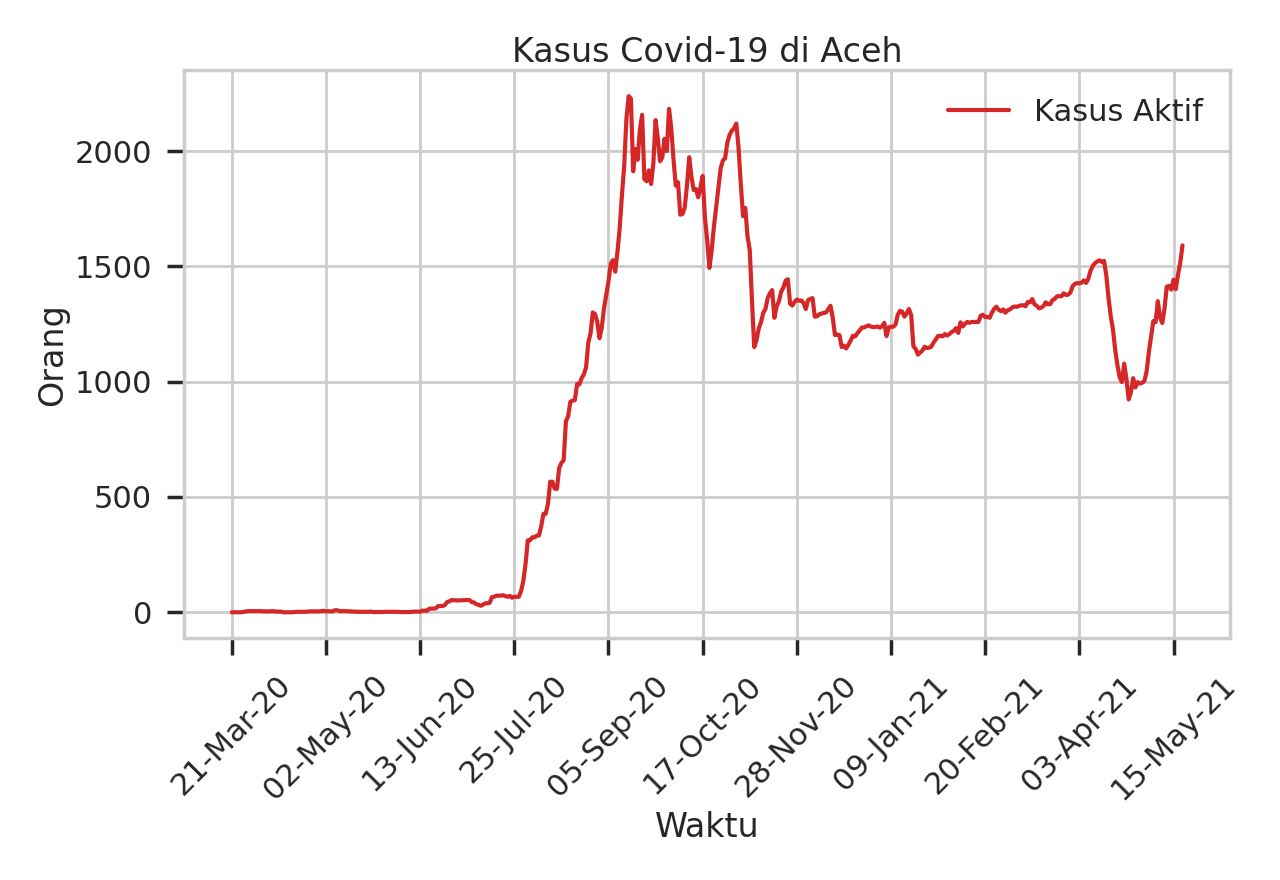 Kasus Covid-19 di Aceh
Kasus Aktif
Orang
2000
1500
1000
500
0
21-Mar-20
02-May-20
13-Jun-20
25-Jul-20
05-Sep-20
17-Oct-20
28-Nov-20
09-Jan-21
20-Feb-21
03-Apr-21
15-May-21
Waktu